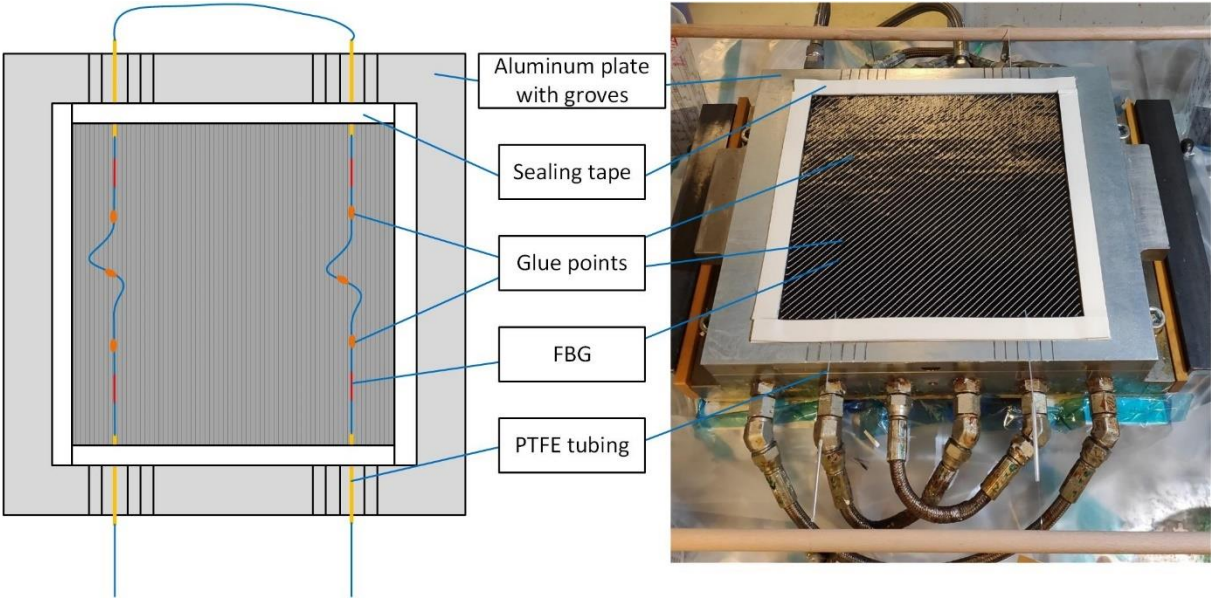 Aluminum plate
with groves
Sealing tape
Glue points
FBG
PTFE tubing